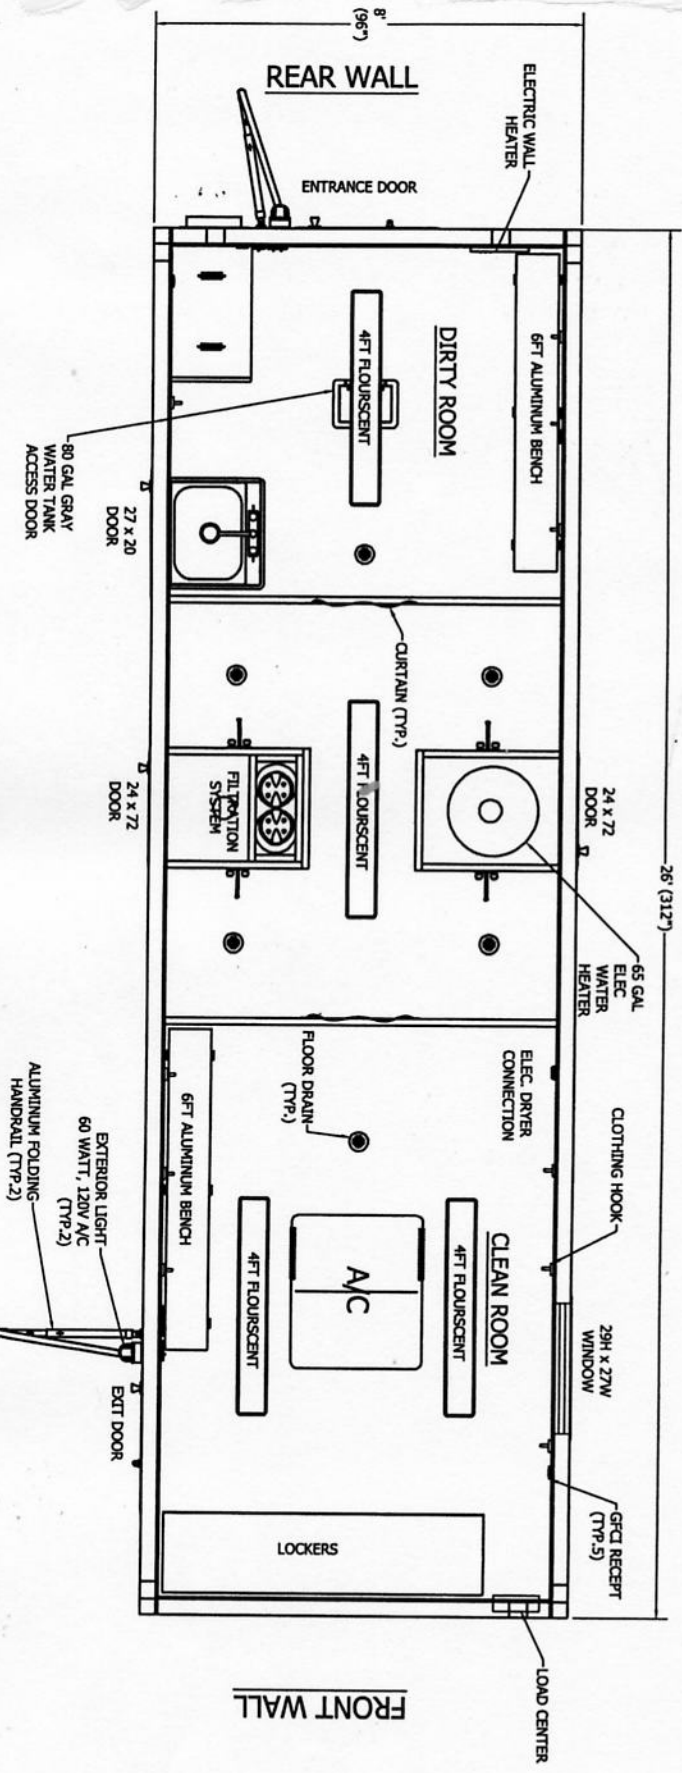 8'
(96")
REAR WALL
ENTRANCE DOOR
ELECTRIC WALL
HEATER
26' (312")
6FT ALUMINUM BENCH
DIRTY ROOM
4FT FLOURSCENT
80 GAL GRAY
WATER TANK
ACCESS DOOR
27 x 20
DOOR
CURTAIN (TYP.)
4FT FLOURSCENT
FILTRATION
SYSTEM
24 x 72
DOOR
24 x 72
DOOR
65 GAL
ELEC
WATER
HEATER
ELEC. DRYER
CONNECTION
CLOTHING HOOK
FLOOR DRAIN
(TYP.)
6FT ALUMINUM BENCH
CLEAN ROOM
4FT FLOURSCENT
A/C
4FT FLOURSCENT
29H x 27W
WINDOW
GFCI RECEPT
(TYP.5)
EXTERIOR LIGHT
60 WATT, 120V A/C
(TYP.2)
ALUMINUM FOLDING
HANDRAIL (TYP.2)
EXIT DOOR
LOCKERS
LOAD CENTER
FRONT WALL